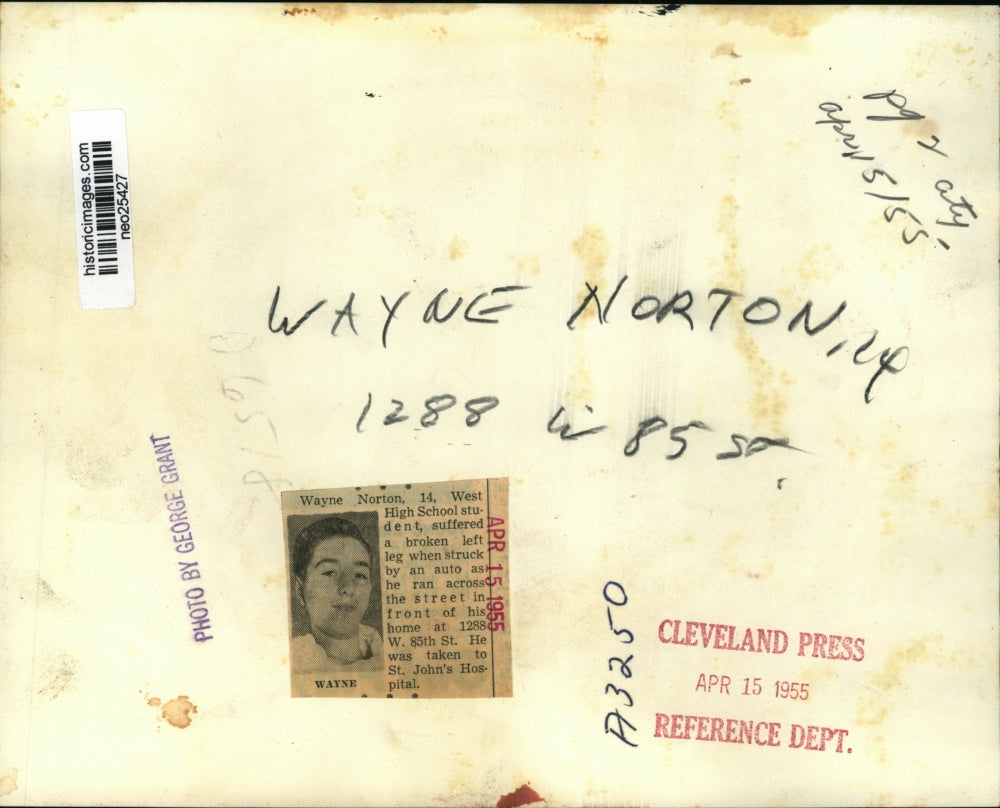 historicimages.com
neo25427
pg 2 cty.
apr 15/55
WAYNE NORTON, 14
1288 W 85 ST.
PHOTO BY GEORGE GRANT
Wayne Norton, 14, West
High School stu-
dent, suffered
a broken left
leg when struck
by an auto as
he ran across
the street in
front of his
home at 1288
W. 85th St. He
was taken to
St. John's Hos-
pital.
WAYNE
APR 15 1955
A3250
CLEVELAND PRESS
APR 15 1955
REFERENCE DEPT.